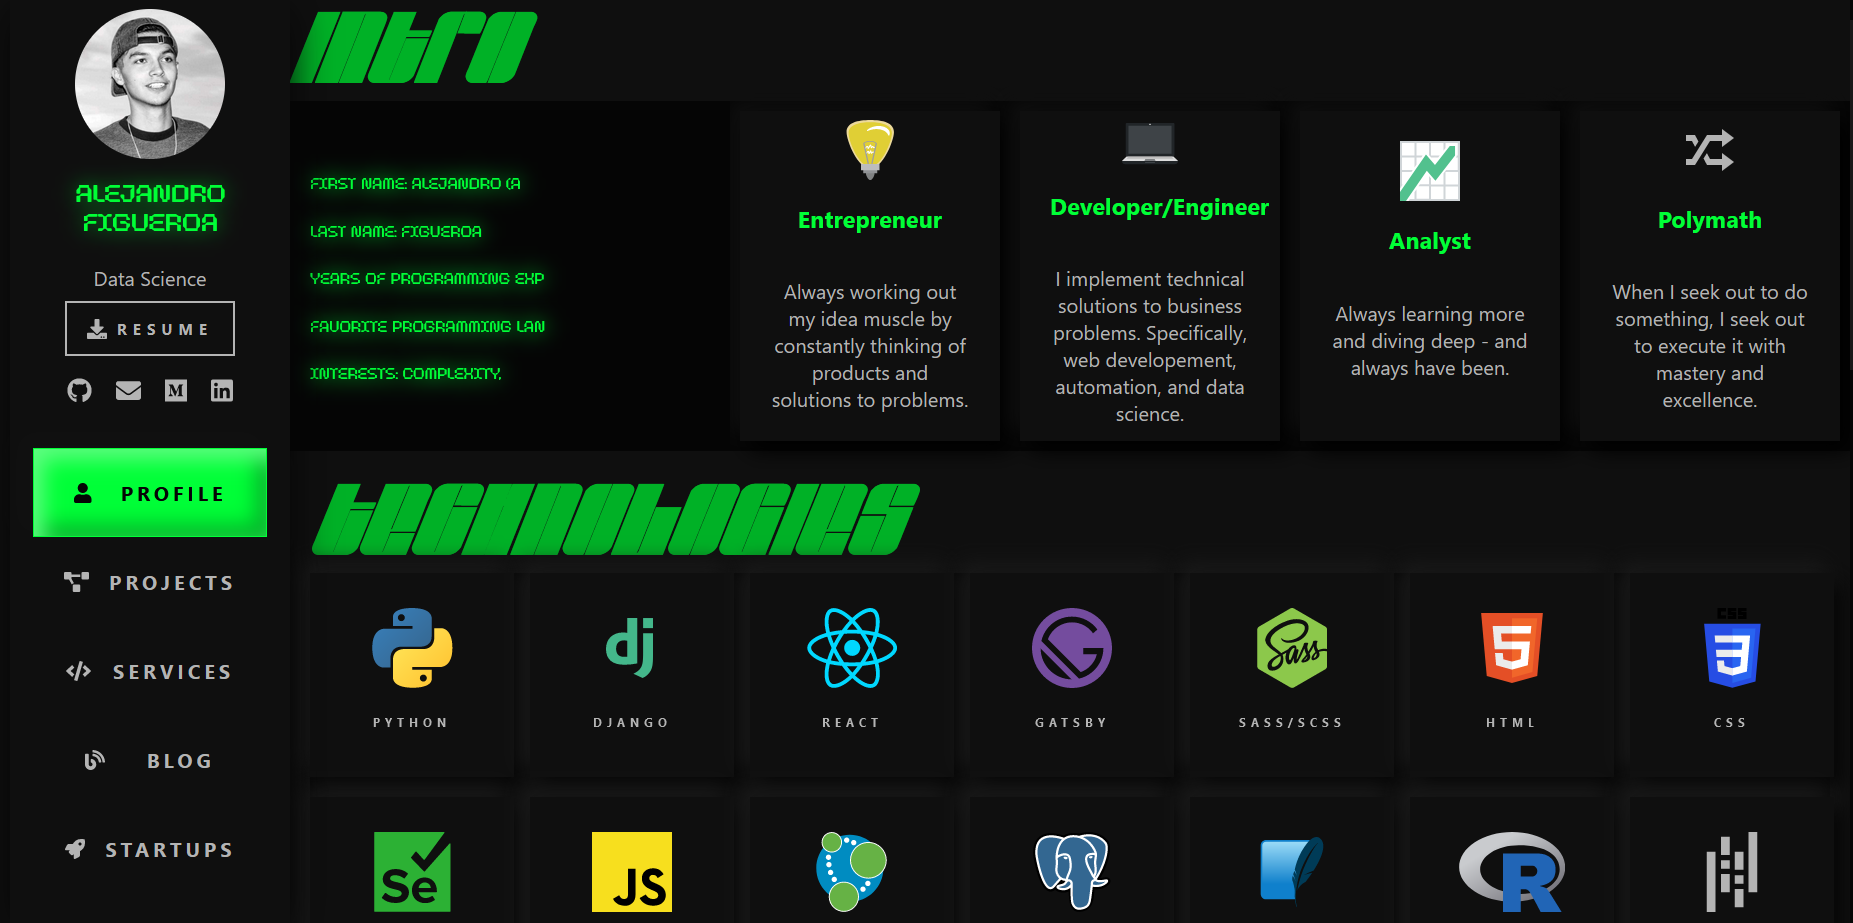 ALEJANDRO
FIGUEROA
Data Science
RESUME
PROFILE
PROJECTS
SERVICES
BLOG
STARTUPS
Intro
FIRST NAME: ALEJANDRO (A
LAST NAME: FIGUEROA
YEARS OF PROGRAMMING EXP
FAVORITE PROGRAMMING LAN
INTERESTS: COMPLEXITY,
Entrepreneur
Always working out
my idea muscle by
constantly thinking of
products and
solutions to problems.
Developer/Engineer
I implement technical
solutions to business
problems. Specifically,
web developement,
automation, and data
science.
Analyst
Always learning more
and diving deep - and
always have been.
Polymath
When I seek out to do
something, I seek out
to execute it with
mastery and
excellence.
Technologies
dj
Sass
5
CSS
3
PYTHON
DJANGO
REACT
GATSBY
SASS/SCSS
HTML
CSS
Se
JS
R